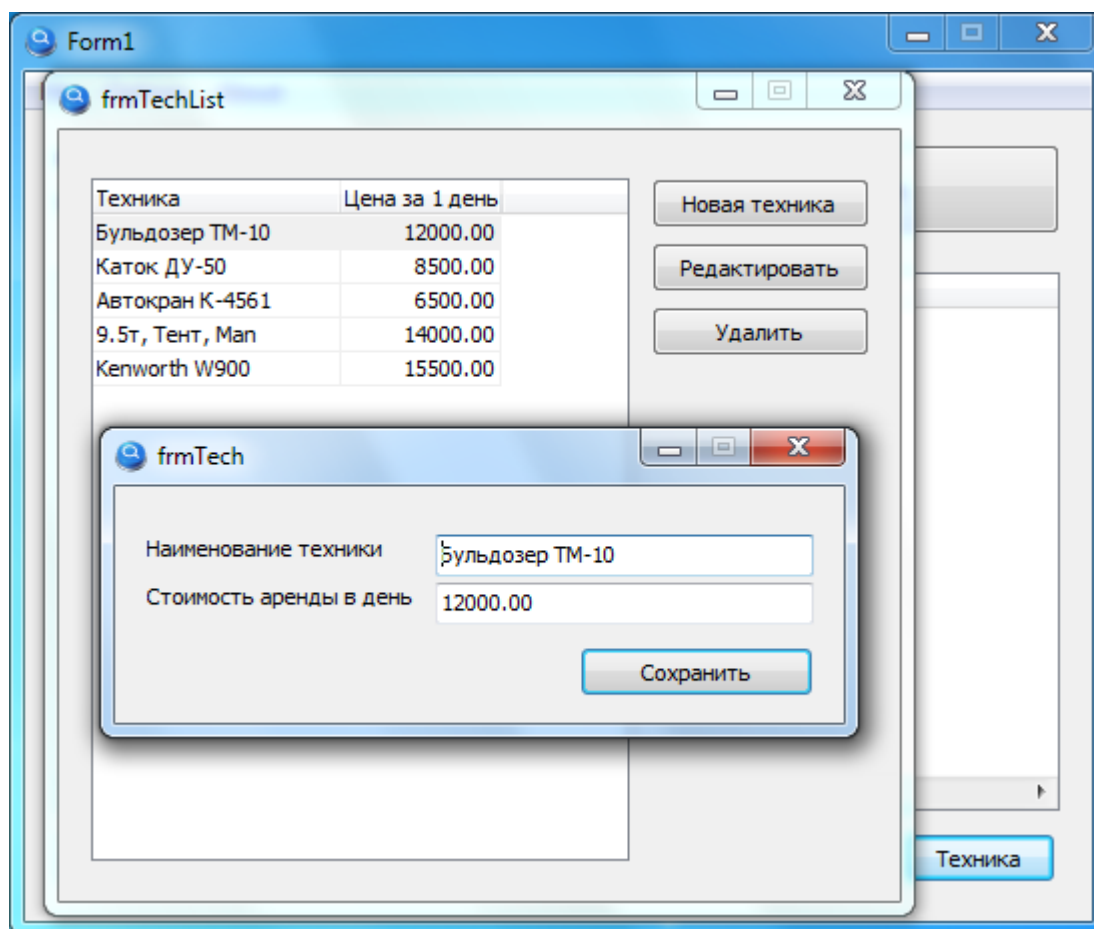 Form1
frmTechList
Техника Цена за 1 день
Бульдозер ТМ-10 12000.00
Каток ДУ-50 8500.00
Автокран К-4561 6500.00
9.5т, Тент, Man 14000.00
Kenworth W900 15500.00
Новая техника
Редактировать
Удалить
frmTech
Наименование техники Бульдозер ТМ-10
Стоимость аренды в день 12000.00
Сохранить
Техника